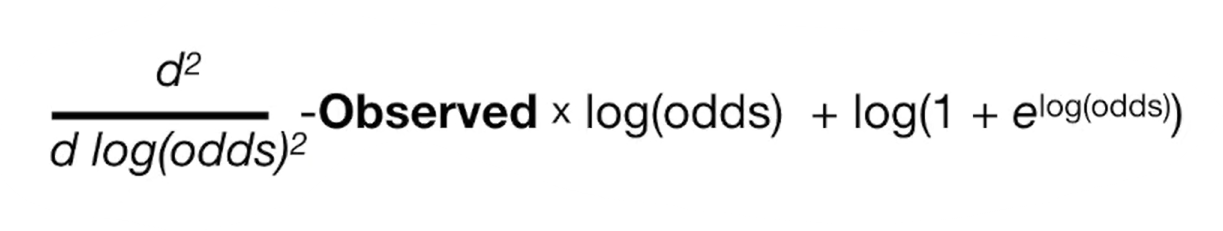 d²
-Observed x log(odds) + log(1 + e^log(odds))
d log(odds)²